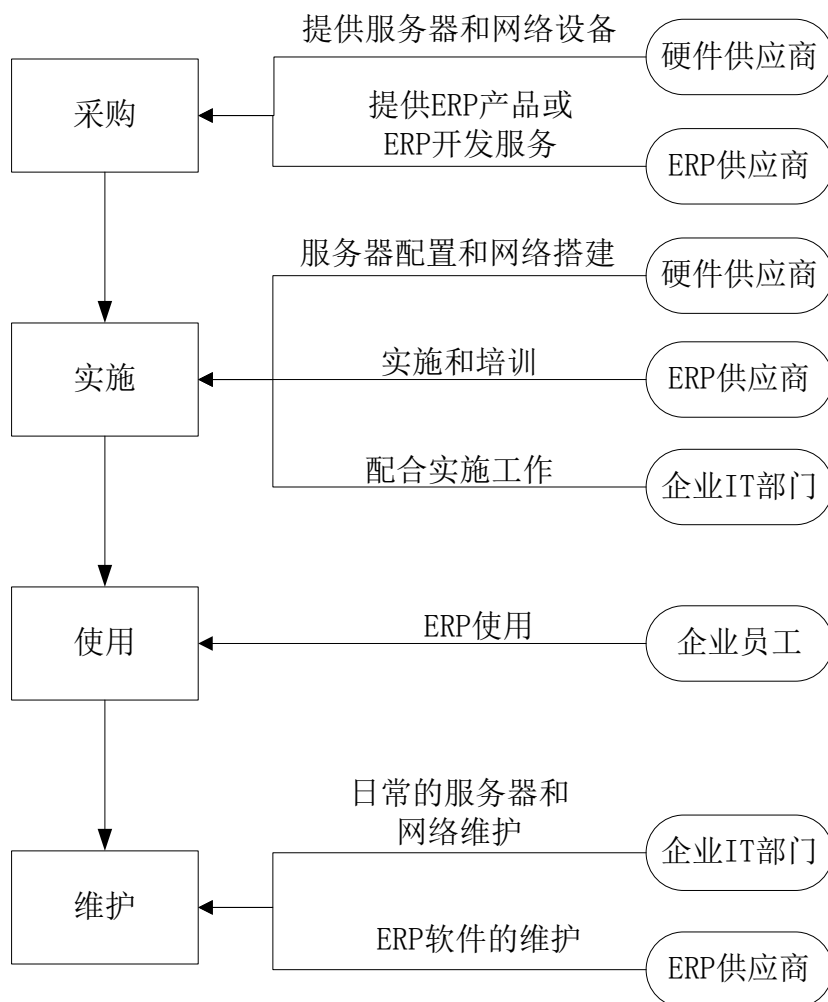 提供服务器和网络设备
硬件供应商
采购
提供ERP产品或
ERP开发服务
ERP供应商
服务器配置和网络搭建
硬件供应商
实施
实施和培训
ERP供应商
配合实施工作
企业IT部门
使用
ERP使用
企业员工
日常的服务器和
网络维护
企业IT部门
维护
ERP软件的维护
ERP供应商